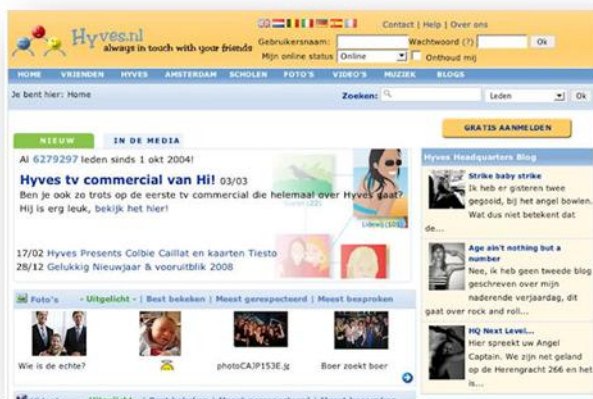 Hyves.nl
always in touch with your friends
Contact | Help | Over ons
Gebruikersnaam: Wachtwoord (?) Ok
Mijn online status Online Onthoud mij
HOME VRIENDEN HYVES AMSTERDAM SCHOLEN FOTO'S VIDEO'S MUZIEK BLOGS
Je bent hier: Home
Zoeken: Leden Ok
NIEUW IN DE MEDIA
Al 6279297 leden sinds 1 okt 2004!
Hyves tv commercial van Hi! 03/03
Ben je ook zo trots op de eerste tv commercial die helemaal over Hyves gaat?
Hij is erg leuk, bekijk het hier!
Lidewij (101)
17/02 Hyves Presents Colbie Caillat en kaarten Tiesto
28/12 Gelukkig Nieuwjaar & vooruitblik 2008
Foto's - Uitgelicht - | Best bekeken | Meest gerespecteerd | Meest besproken
Wie is de echte?
photoCAJP153E.jp
Boer zoekt boer
GRATIS AANMELDEN
Hyves Headquarters Blog
Strike baby strike
Ik heb er gisteren twee
gegooid, bij het angel bowlen.
Wat dus niet betekent dat
de...
Age ain't nothing but a
number
Nee, ik heb geen tweede blog
geschreven over mijn
naderende verjaardag, dit
gaat over rock and roll...
HQ Next Level...
Hier spreekt uw Angel
Captain. We zijn net geland
op de Herengracht 266 en het
is...